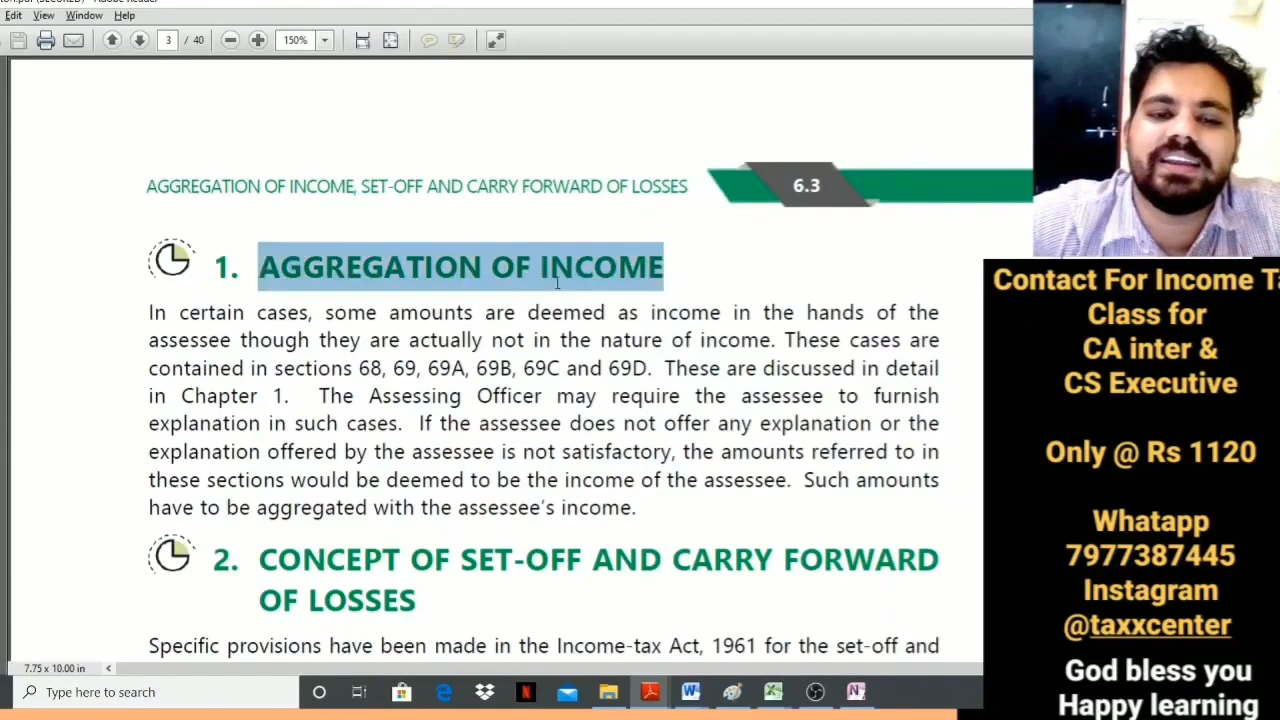 Edit View Window Help
3 / 40
150%
AGGREGATION OF INCOME, SET-OFF AND CARRY FORWARD OF LOSSES
6.3
1. AGGREGATION OF INCOME
In certain cases, some amounts are deemed as income in the hands of the
assessee though they are actually not in the nature of income. These cases are
contained in sections 68, 69, 69A, 69B, 69C and 69D. These are discussed in detail
in Chapter 1. The Assessing Officer may require the assessee to furnish
explanation in such cases. If the assessee does not offer any explanation or the
explanation offered by the assessee is not satisfactory, the amounts referred to in
these sections would be deemed to be the income of the assessee. Such amounts
have to be aggregated with the assessee's income.
2. CONCEPT OF SET-OFF AND CARRY FORWARD
OF LOSSES
Specific provisions have been made in the Income-tax Act, 1961 for the set-off and
7.75 x 10.00 in
Type here to search
Contact For Income Ta
Class for
CA inter &
CS Executive
Only @ Rs 1120
Whatapp
7977387445
Instagram
@taxxcenter
God bless you
Happy learning